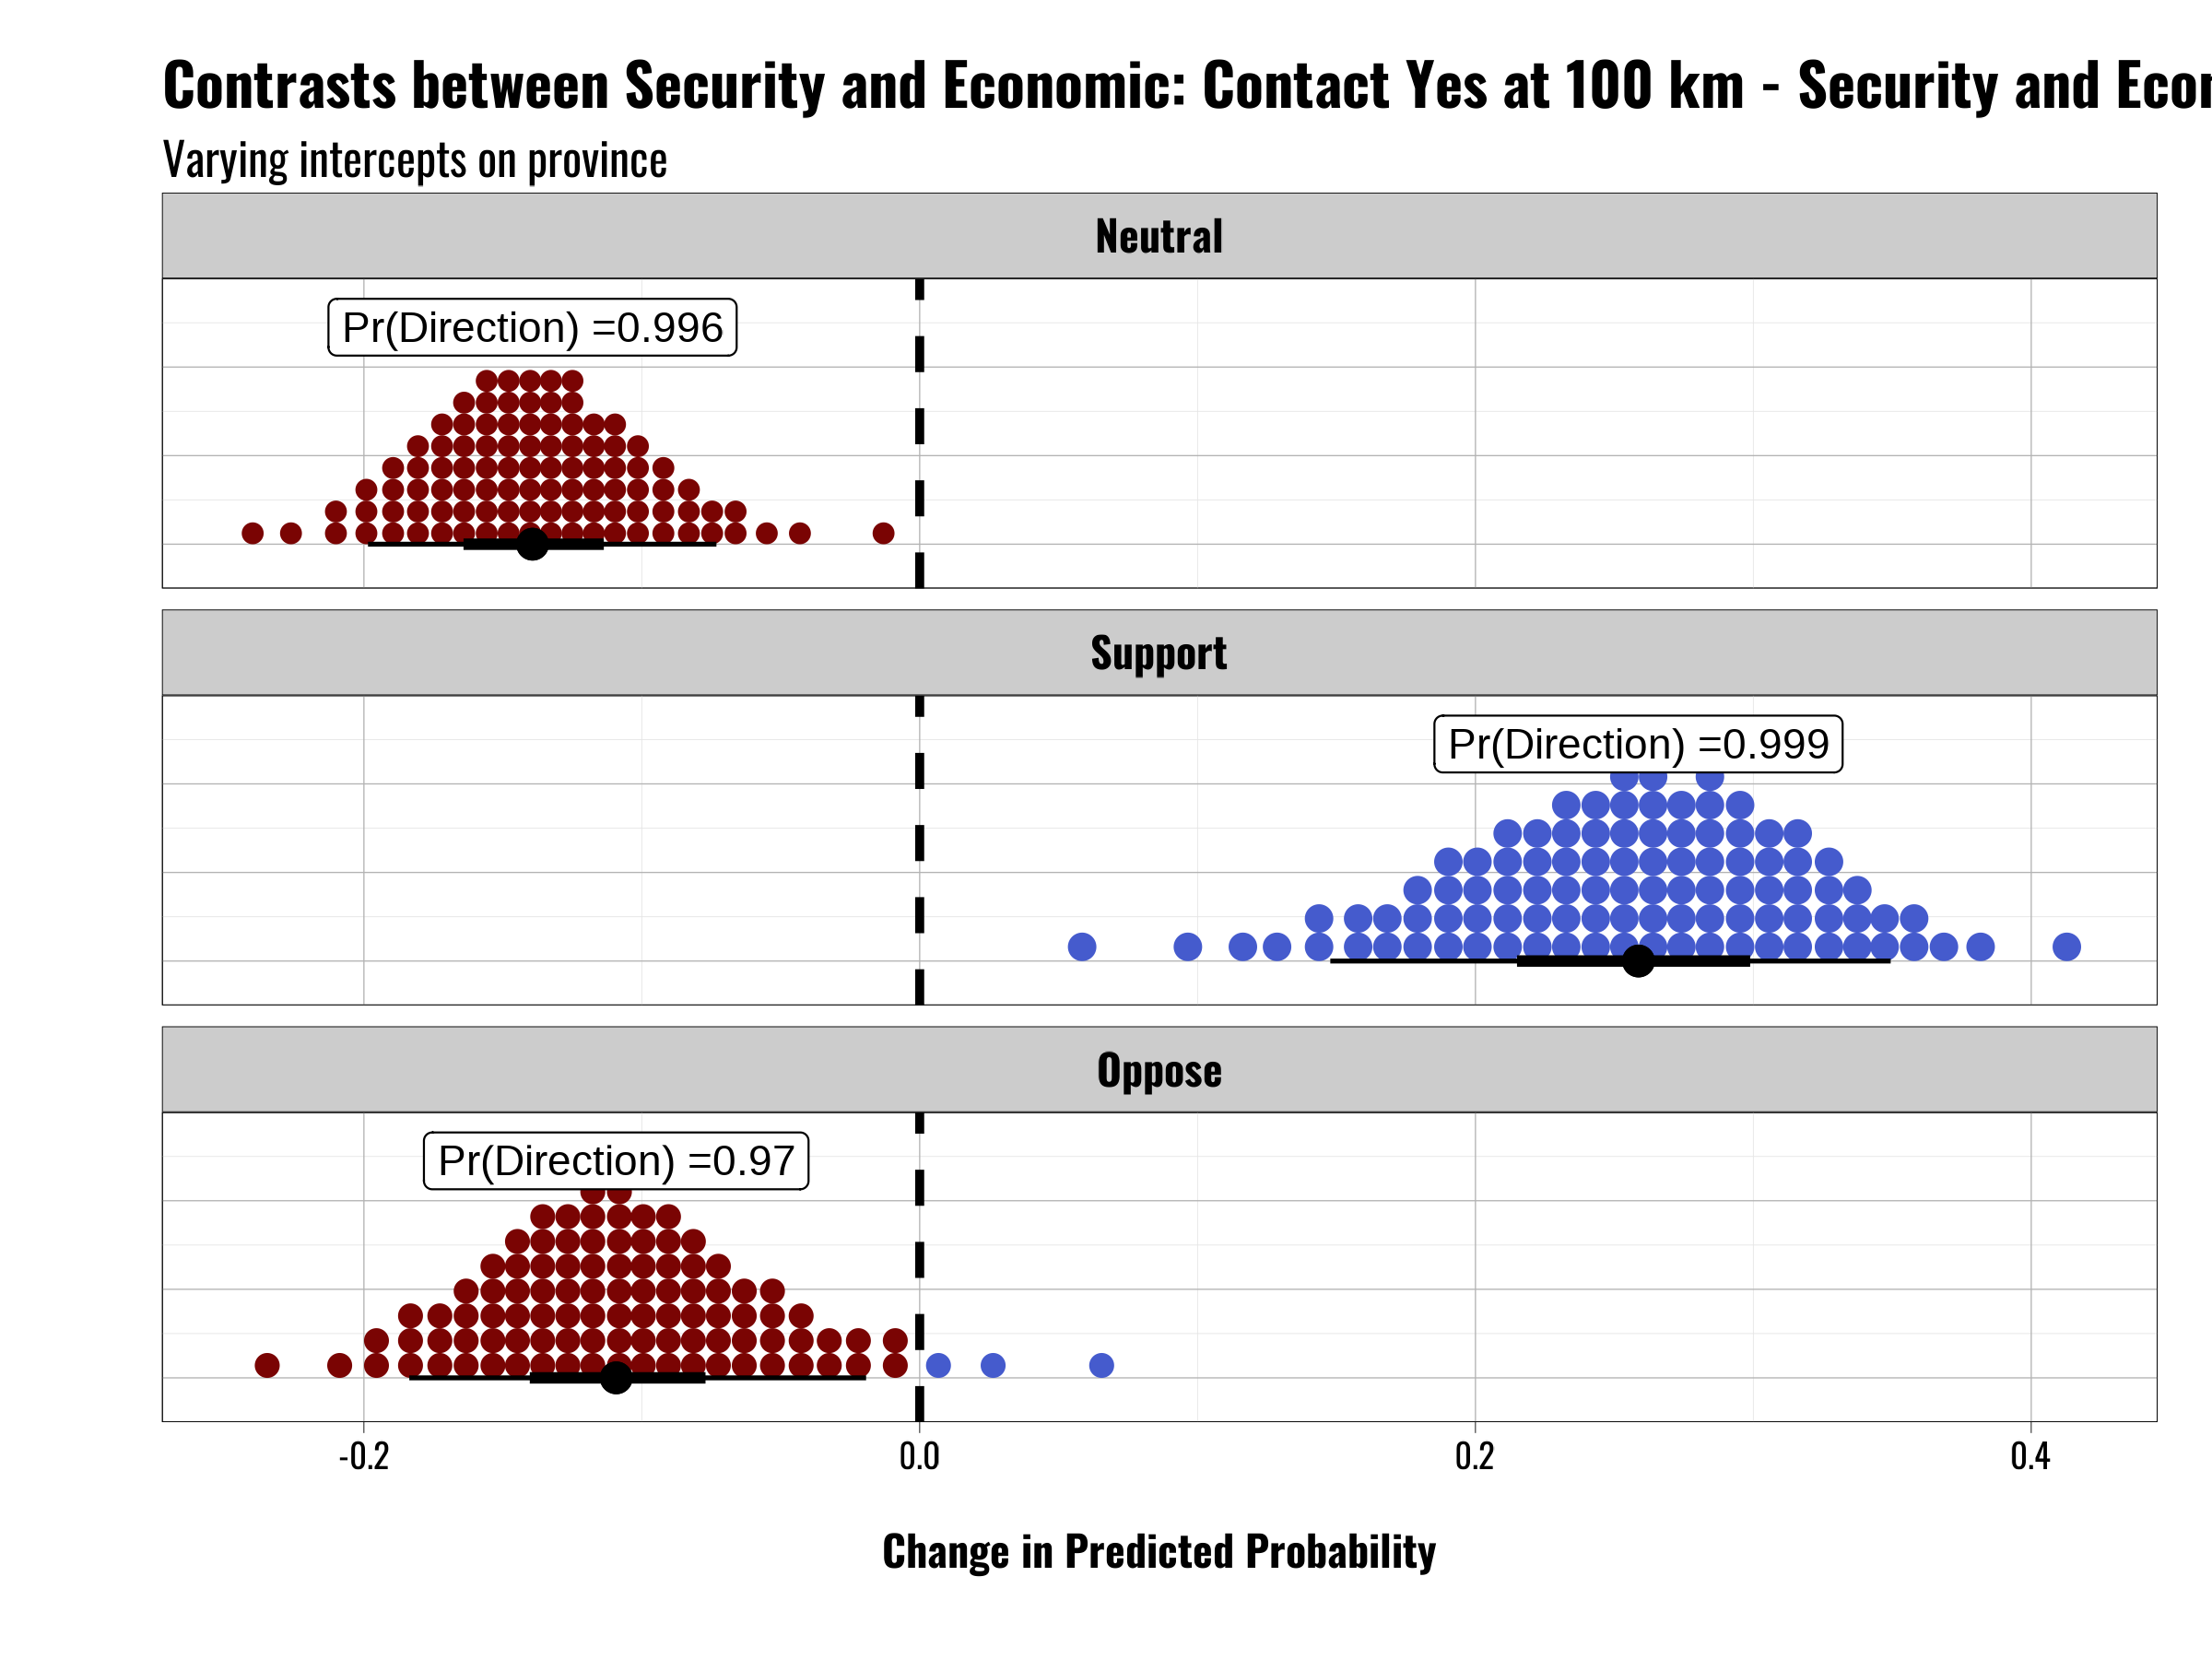 Contrasts between Security and Economic: Contact Yes at 100 km - Security and
Varying intercepts on province
Neutral
Pr(Direction) =0.996
Support
Pr(Direction) =0.999
Oppose
Pr(Direction) =0.97
-0.2 0.0 0.2 0.4
Change in Predicted Probability